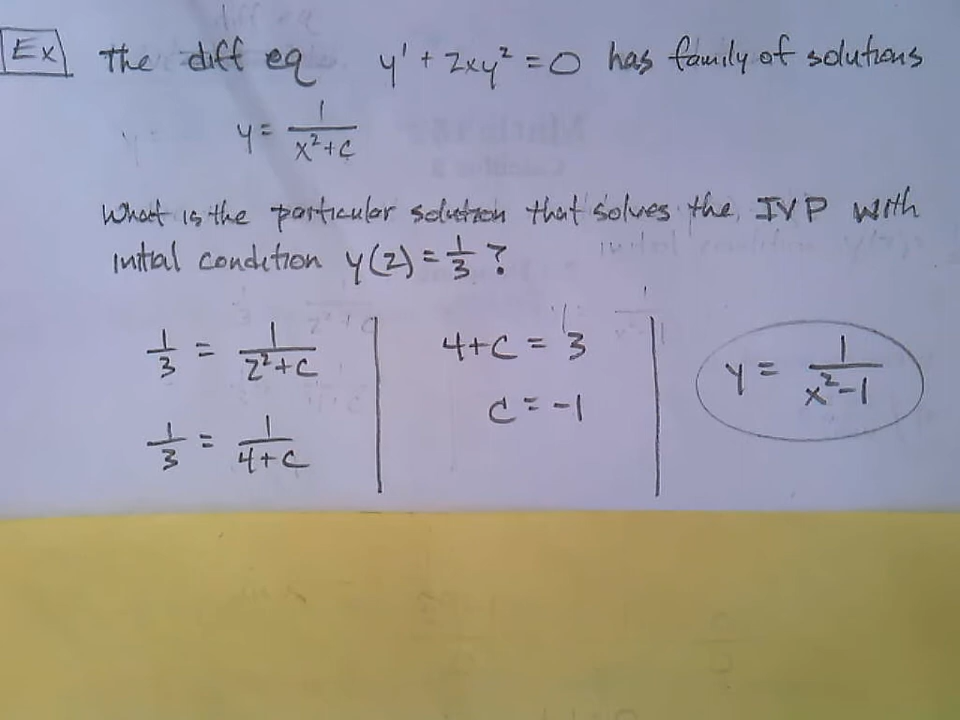 Ex The diff eq y' + 2xy² = 0 has family of solutions
y = 1/(x²+c)
What is the particular solution that solves the IVP with
initial condition y(2) = 1/3 ?
1/3 = 1/(2²+c)
1/3 = 1/(4+c)
4+c = 3
c = -1
y = 1/(x²-1)